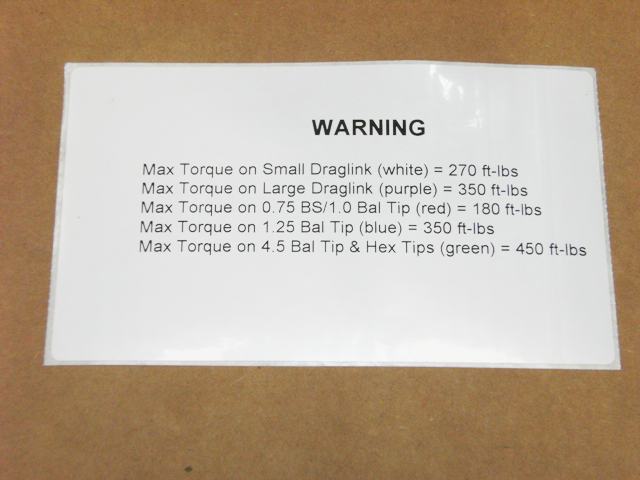 WARNING
Max Torque on Small Draglink (white) = 270 ft-lbs
Max Torque on Large Draglink (purple) = 350 ft-lbs
Max Torque on 0.75 BS/1.0 Bal Tip (red) = 180 ft-lbs
Max Torque on 1.25 Bal Tip (blue) = 350 ft-lbs
Max Torque on 4.5 Bal Tip & Hex Tips (green) = 450 ft-lbs